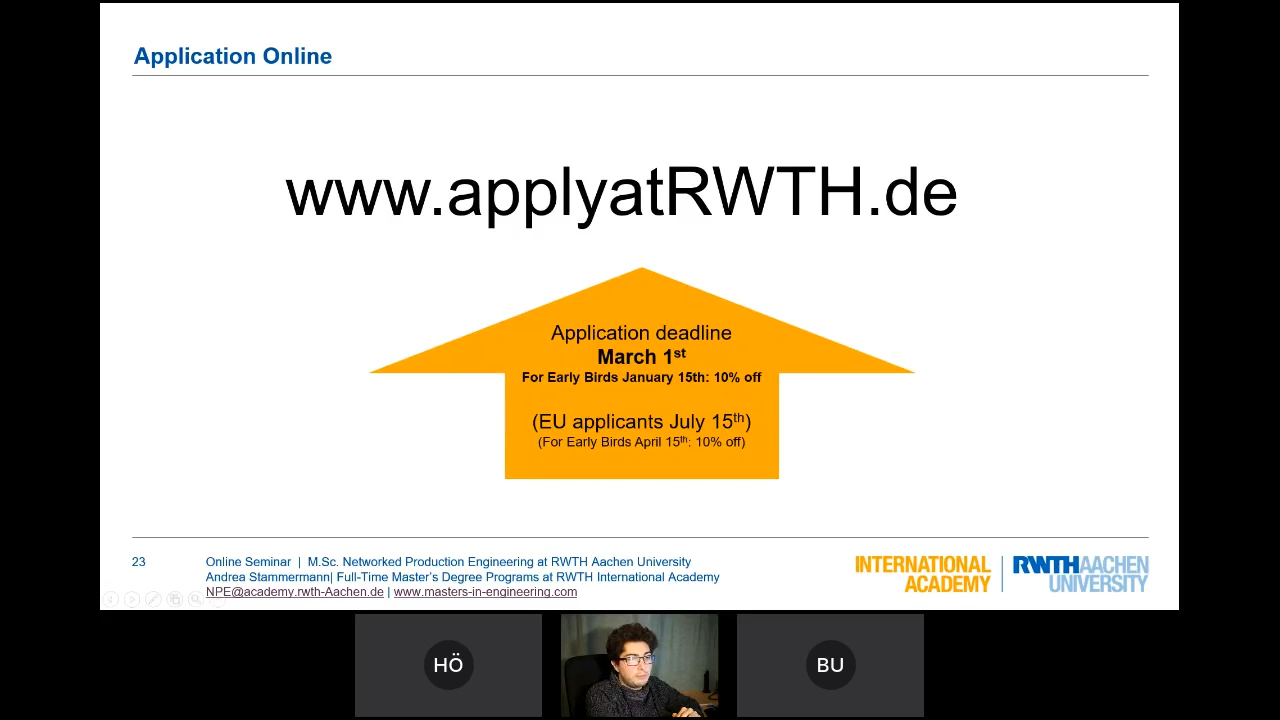 Application Online
www.applyatRWTH.de
Application deadline
March 1st
For Early Birds January 15th: 10% off
(EU applicants July 15th)
(For Early Birds April 15th: 10% off)
23
Online Seminar | M.Sc. Networked Production Engineering at RWTH Aachen University
Andrea Stammermann| Full-Time Master's Degree Programs at RWTH International Academy
NPE@academy.rwth-Aachen.de | www.masters-in-engineering.com
INTERNATIONAL
ACADEMY
RWTHAACHEN
UNIVERSITY
HÖ
BU